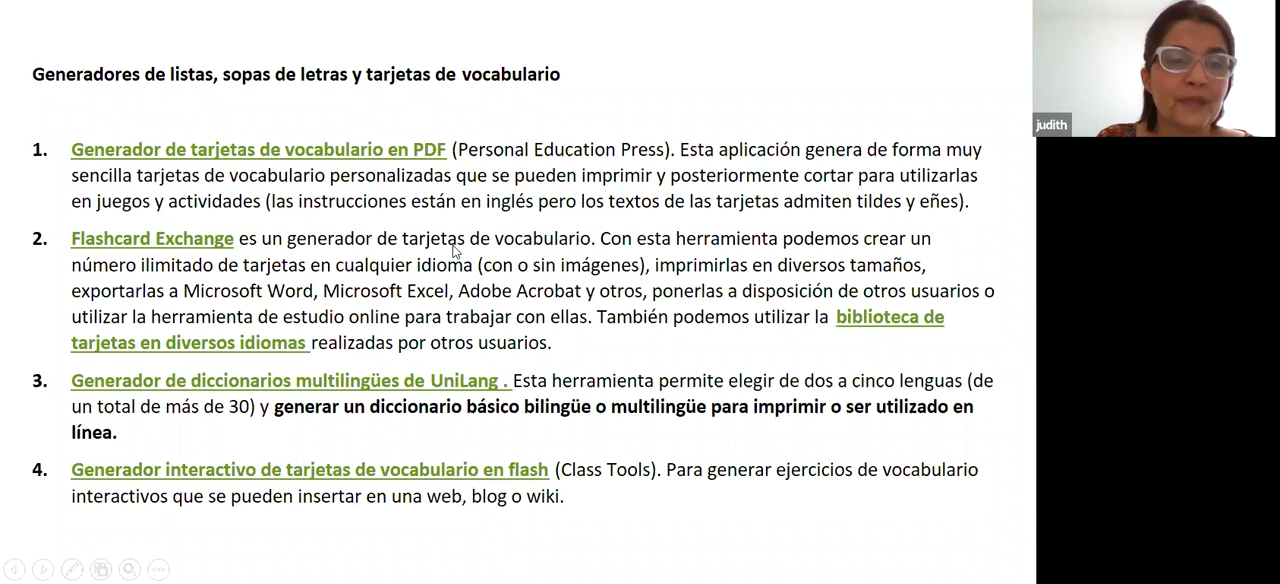 Generadores de listas, sopas de letras y tarjetas de vocabulario
1. Generador de tarjetas de vocabulario en PDF (Personal Education Press). Esta aplicación genera de forma muy
sencilla tarjetas de vocabulario personalizadas que se pueden imprimir y posteriormente cortar para utilizarlas
en juegos y actividades (las instrucciones están en inglés pero los textos de las tarjetas admiten tildes y eñes).
2. Flashcard Exchange es un generador de tarjetas de vocabulario. Con esta herramienta podemos crear un
número ilimitado de tarjetas en cualquier idioma (con o sin imágenes), imprimirlas en diversos tamaños,
exportarlas a Microsoft Word, Microsoft Excel, Adobe Acrobat y otros, ponerlas a disposición de otros usuarios o
utilizar la herramienta de estudio online para trabajar con ellas. También podemos utilizar la biblioteca de
tarjetas en diversos idiomas realizadas por otros usuarios.
3. Generador de diccionarios multilingües de UniLang . Esta herramienta permite elegir de dos a cinco lenguas (de
un total de más de 30) y generar un diccionario básico bilingüe o multilingüe para imprimir o ser utilizado en
línea.
4. Generador interactivo de tarjetas de vocabulario en flash (Class Tools). Para generar ejercicios de vocabulario
interactivos que se pueden insertar en una web, blog o wiki.
judith